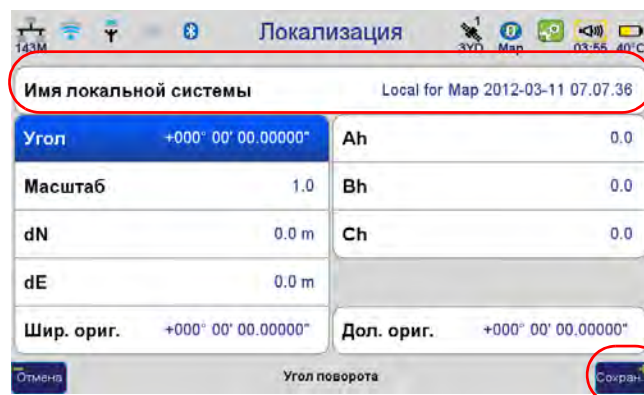 143M Локализация 1 3YD Map 03:55 40°C
Имя локальной системы Local for Map 2012-03-11 07.07.36
Угол +000° 00' 00.00000" Ah 0.0
Масштаб 1.0 Bh 0.0
dN 0.0 m Ch 0.0
dE 0.0 m
Шир. ориг. +000° 00' 00.00000" Дол. ориг. +000° 00' 00.00000"
Отмена Угол поворота Сохран